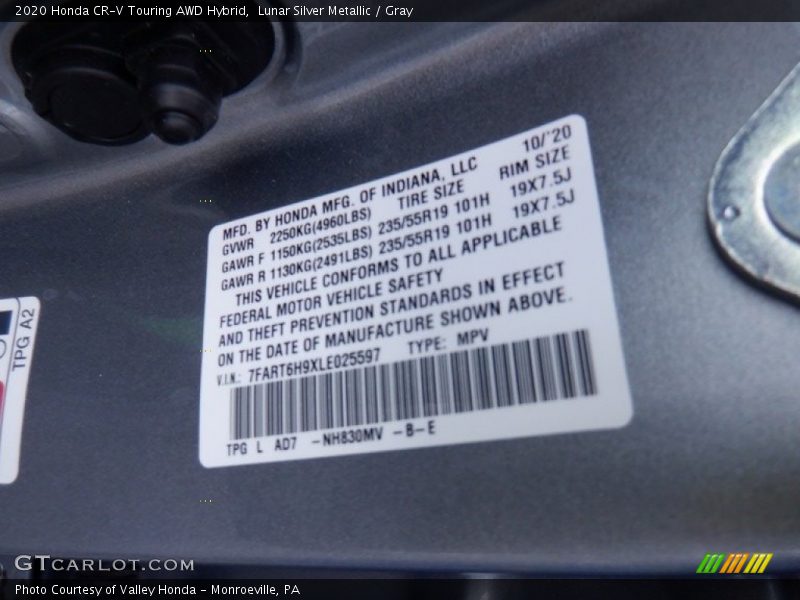 2020 Honda CR-V Touring AWD Hybrid, Lunar Silver Metallic / Gray
MFD. BY HONDA MFG. OF INDIANA, LLC 10/'20
GVWR 2250KG(4960LBS) TIRE SIZE RIM SIZE
GAWR F 1150KG(2535LBS) 235/55R19 101H 19X7.5J
GAWR R 1130KG(2491LBS) 235/55R19 101H 19X7.5J
THIS VEHICLE CONFORMS TO ALL APPLICABLE
FEDERAL MOTOR VEHICLE SAFETY
AND THEFT PREVENTION STANDARDS IN EFFECT
ON THE DATE OF MANUFACTURE SHOWN ABOVE.
V.I.N.: 7FART6H9XLE025597 TYPE: MPV
TPG L AD7 -NH830MV -B-E
TPG A2
GTCARLOT.COM
Photo Courtesy of Valley Honda - Monroeville, PA